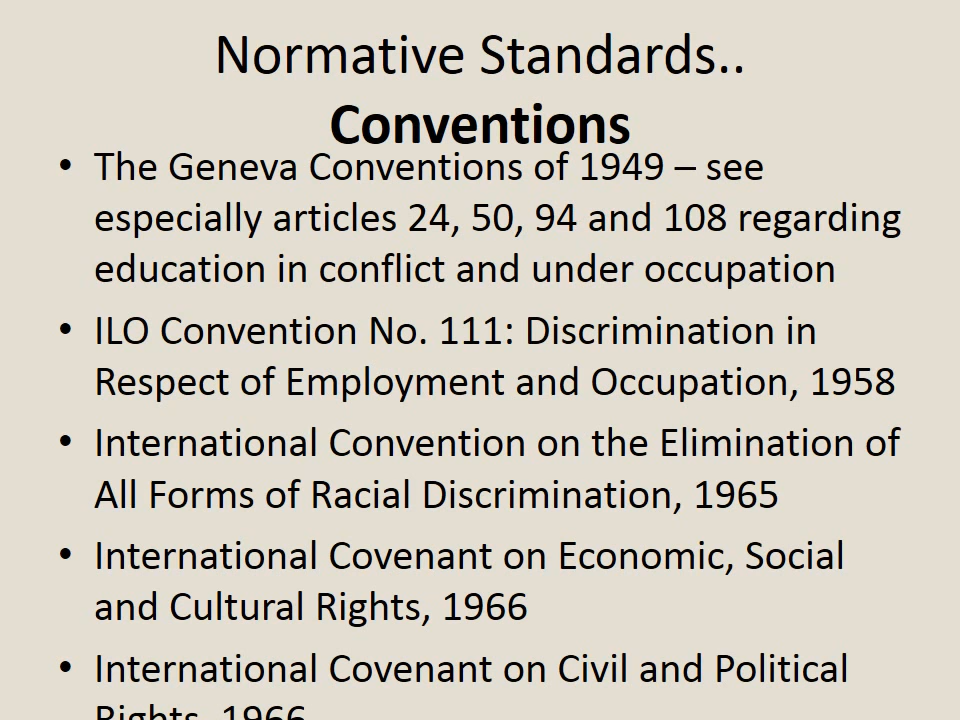 Normative Standards..
Conventions
• The Geneva Conventions of 1949 – see
especially articles 24, 50, 94 and 108 regarding
education in conflict and under occupation
• ILO Convention No. 111: Discrimination in
Respect of Employment and Occupation, 1958
• International Convention on the Elimination of
All Forms of Racial Discrimination, 1965
• International Covenant on Economic, Social
and Cultural Rights, 1966
• International Covenant on Civil and Political
Rights, 1966